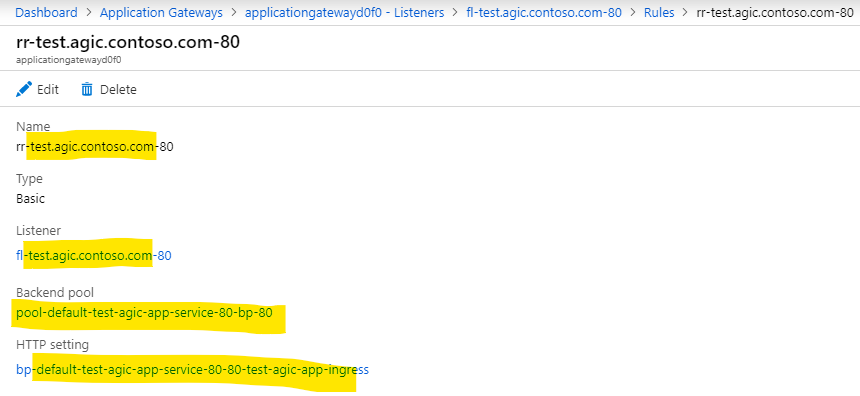 Dashboard > Application Gateways > applicationgatewayd0f0 - Listeners > fl-test.agic.contoso.com-80 > Rules > rr-test.agic.contoso.com-80
rr-test.agic.contoso.com-80
applicationgatewayd0f0
Edit Delete
Name
rr-test.agic.contoso.com-80
Type
Basic
Listener
fl-test.agic.contoso.com-80
Backend pool
pool-default-test-agic-app-service-80-bp-80
HTTP setting
bp-default-test-agic-app-service-80-80-test-agic-app-ingress